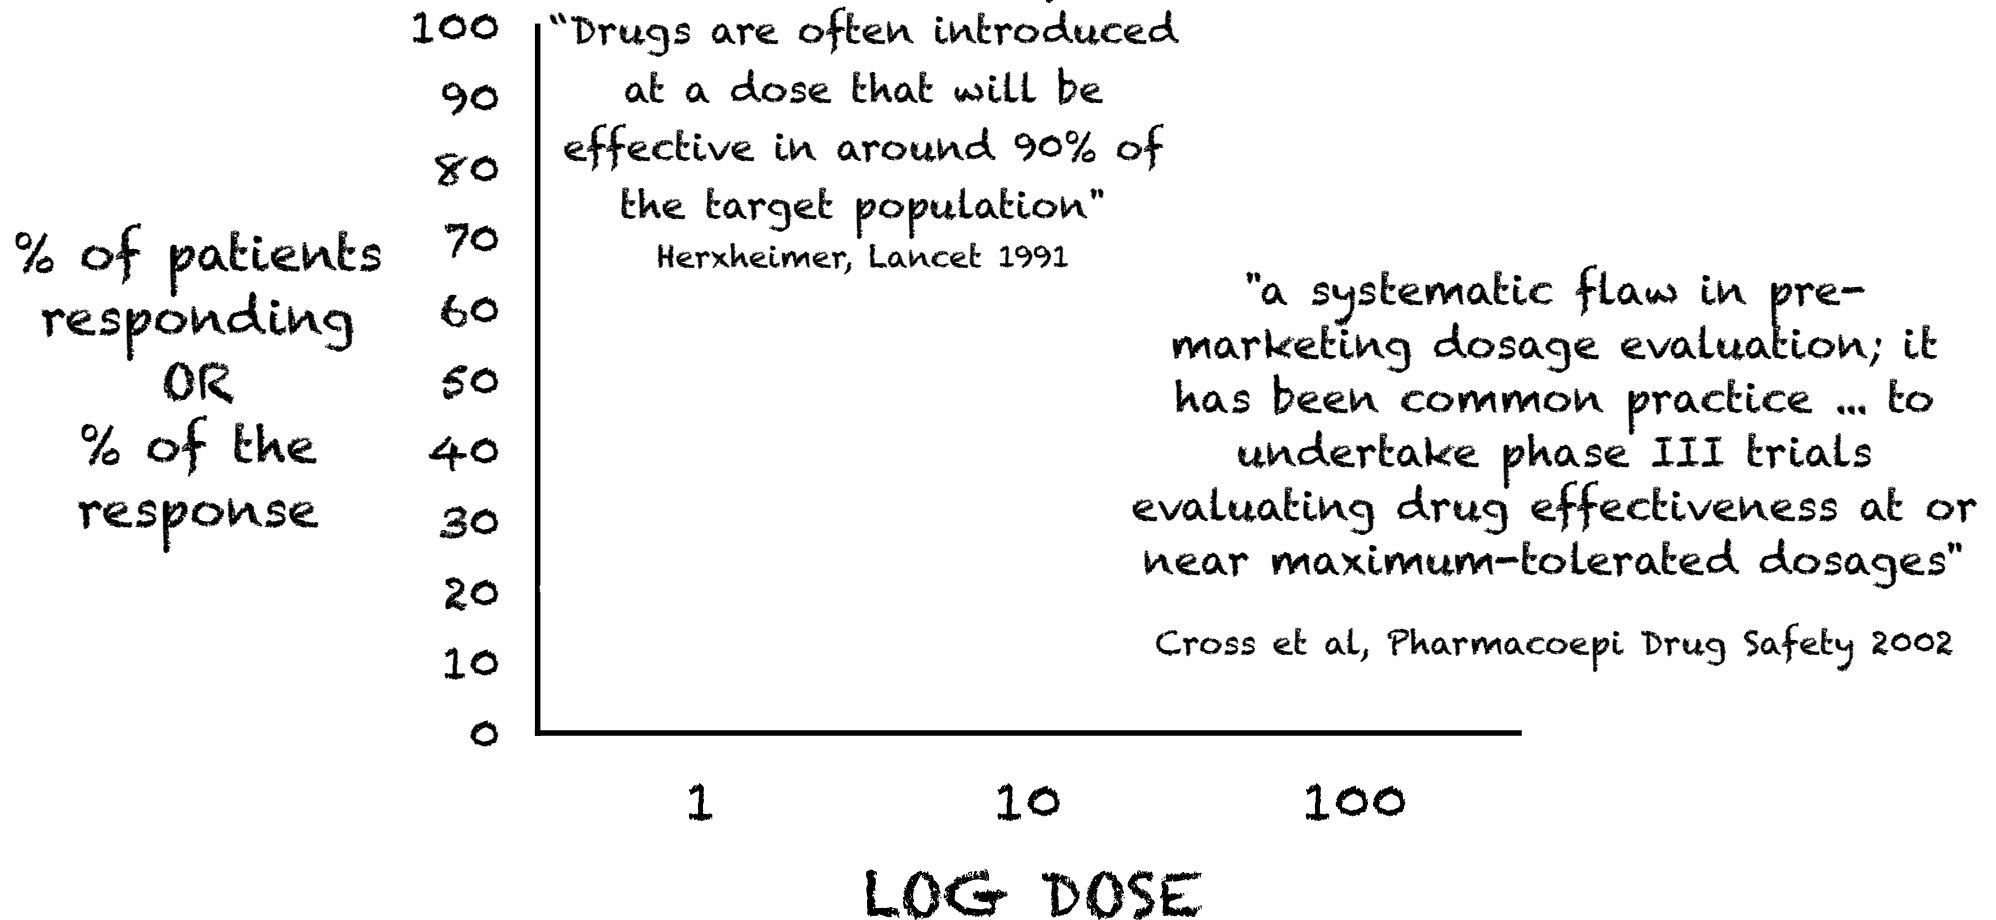 100
90
80
70
60
50
40
30
20
10
0
% of patients
responding
OR
% of the
response
“Drugs are often introduced
at a dose that will be
effective in around 90% of
the target population"
Herxheimer, Lancet 1991
"a systematic flaw in pre-
marketing dosage evaluation; it
has been common practice ... to
undertake phase III trials
evaluating drug effectiveness at or
near maximum-tolerated dosages"
Cross et al, Pharmacoepi Drug Safety 2002
1 10 100
LOG DOSE